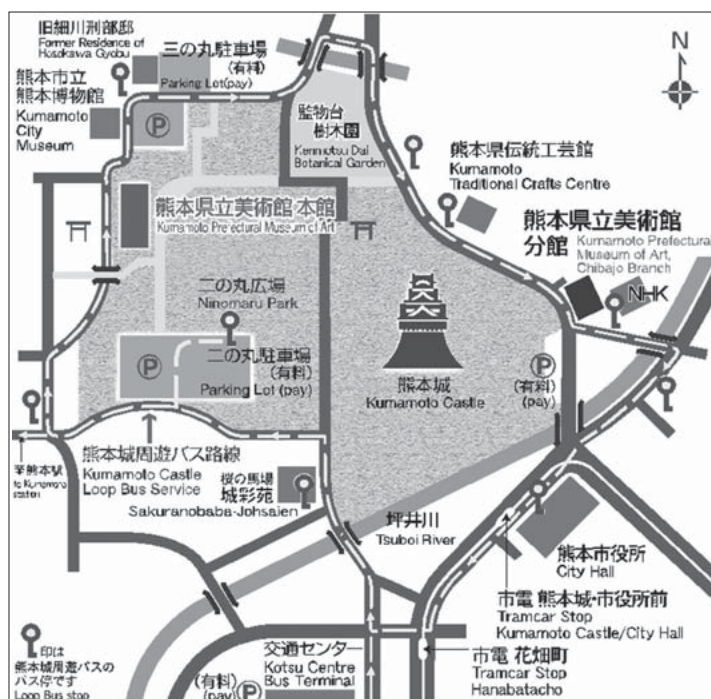 旧細川刑部邸
Former Residence of
Hosokawa Gyobu
三の丸駐車場
(有料)
Parking Lot(pay)
N
熊本市立
熊本博物館
Kumamoto
City
Museum
P
監物台
樹木園
Kenmotsu Dai
Botanical Garden
熊本県伝統工芸館
Kumamoto
Traditional Crafts Centre
熊本県立美術館 本館
Kumamoto Prefectural Museum of Art
熊本県立美術館
分館
Kumamoto Prefectural
Museum of Art,
Chibajo Branch
NHK
二の丸広場
Ninomaru Park
二の丸駐車場
(有料)
Parking Lot (pay)
P
熊本城
Kumamoto Castle
P
(有料)
(pay)
至熊本駅
to Kumamoto
station
熊本城周遊バス路線
Kumamoto Castle
Loop Bus Service
桜の馬場
城彩苑
Sakuranobaba-Johsaien
坪井川
Tsuboi River
熊本市役所
City Hall
市電 熊本城・市役所前
Tramcar Stop
Kumamoto Castle/City Hall
市電 花畑町
Tramcar Stop
Hanabatacho
交通センター
Kotsu Centre
Bus Terminal
(有料)
(pay)
P
印は
熊本城周遊バスの
バス停です
Loop Bus stop